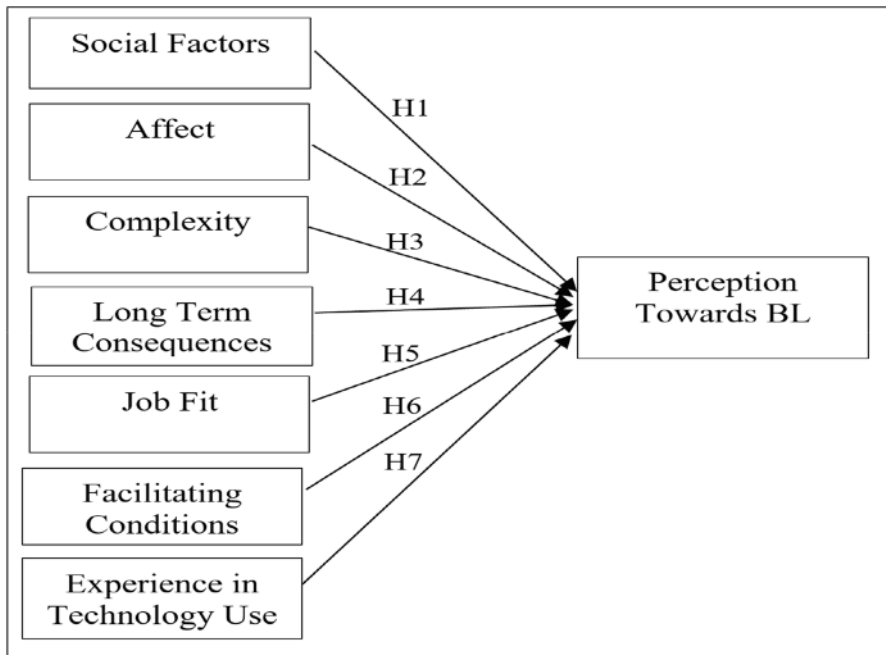 Social Factors
H1
Affect
H2
Complexity
H3
Long Term
Consequences
H4
Job Fit
H5
Facilitating
Conditions
H6
Experience in
Technology Use
H7
Perception
Towards BL